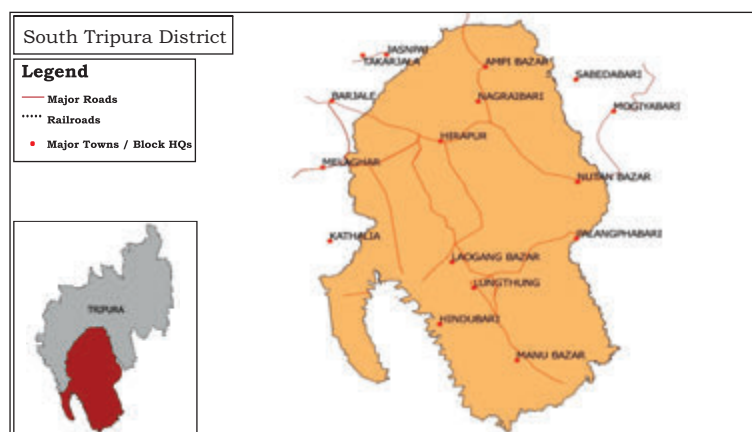 South Tripura District
Legend
Major Roads
Railroads
Major Towns / Block HQs
JASNPAI
TAKARJALA
AMPI BAZAR
SABEDABARI
BARJALE
NAGRAIBARI
MOGIYABARI
HIRAPUR
MELAGHAR
NUTAN BAZAR
KATHALIA
PALANGPHABARI
LAOGANG BAZAR
LUNGTHUNG
HINDUBARI
MANU BAZAR
TRIPURA